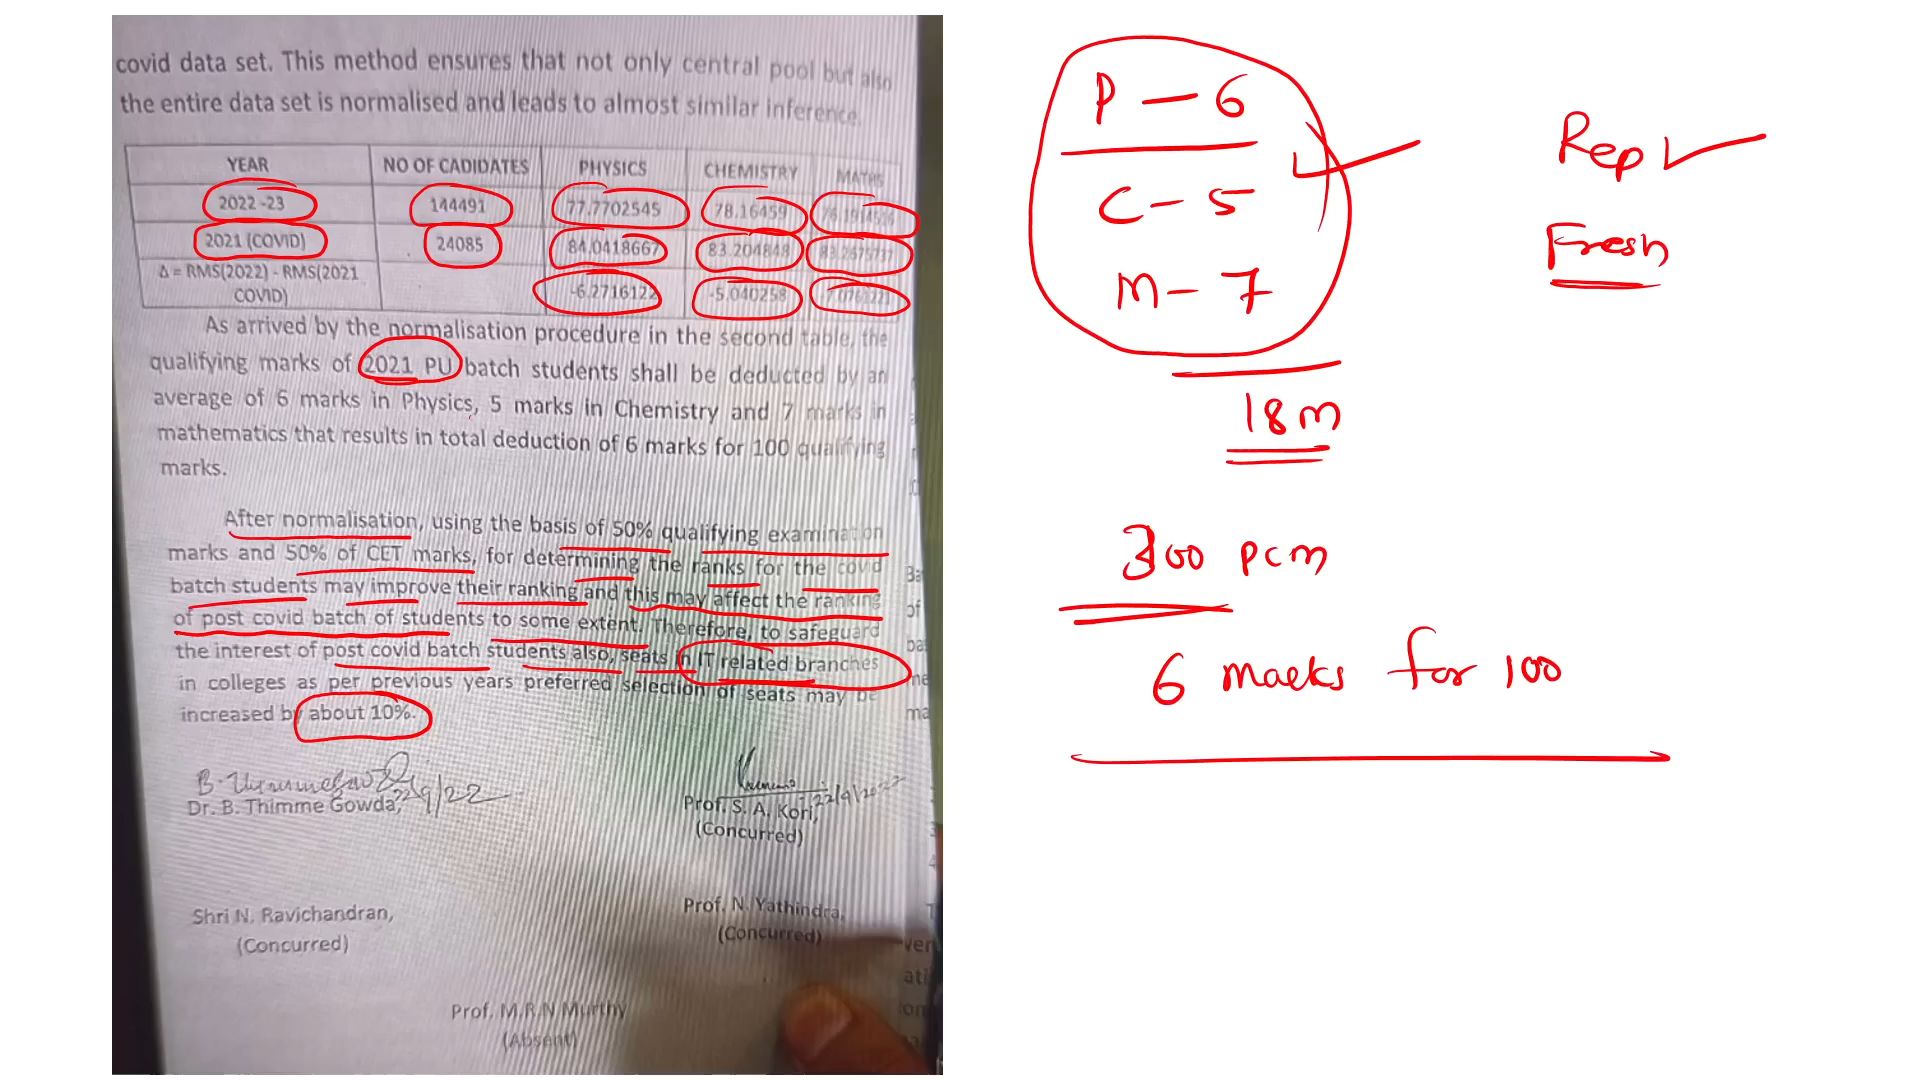 covid data set. This method ensures that not only central pool but also
the entire data set is normalised and leads to almost similar inference.
YEAR NO OF CADIDATES PHYSICS CHEMISTRY MATHS
2022-23 144491 77.7702545 78.16459
2021 (COVID) 24085 84.0418667 83.204848
Δ = RMS(2022) - RMS(2021 COVID) -6.2716122 -5.040258
As arrived by the normalisation procedure in the second table, the
qualifying marks of 2021 PU batch students shall be deducted by an
average of 6 marks in Physics, 5 marks in Chemistry and 7 marks in
mathematics that results in total deduction of 6 marks for 100 qualifying
marks.
After normalisation, using the basis of 50% qualifying examination
marks and 50% of CET marks, for determining the ranks for the covid
batch students may improve their ranking and this may affect the ranking
of post covid batch of students to some extent. Therefore, to safeguard
the interest of post covid batch students also, seats in IT related branches
in colleges as per previous years preferred selection of seats may be
increased by about 10%.
22/9/22 22/9/2022
Dr. B. Thimme Gowda, Prof. S. A. Kori,
(Concurred)
Shri N. Ravichandran, Prof. N. Yathindra,
(Concurred) (Concurred)
Prof. M.R.N Murthy
(Absent)
P - 6
C - 5
M - 7
18m
300 pcm
6 marks for 100
Rep
Fresh